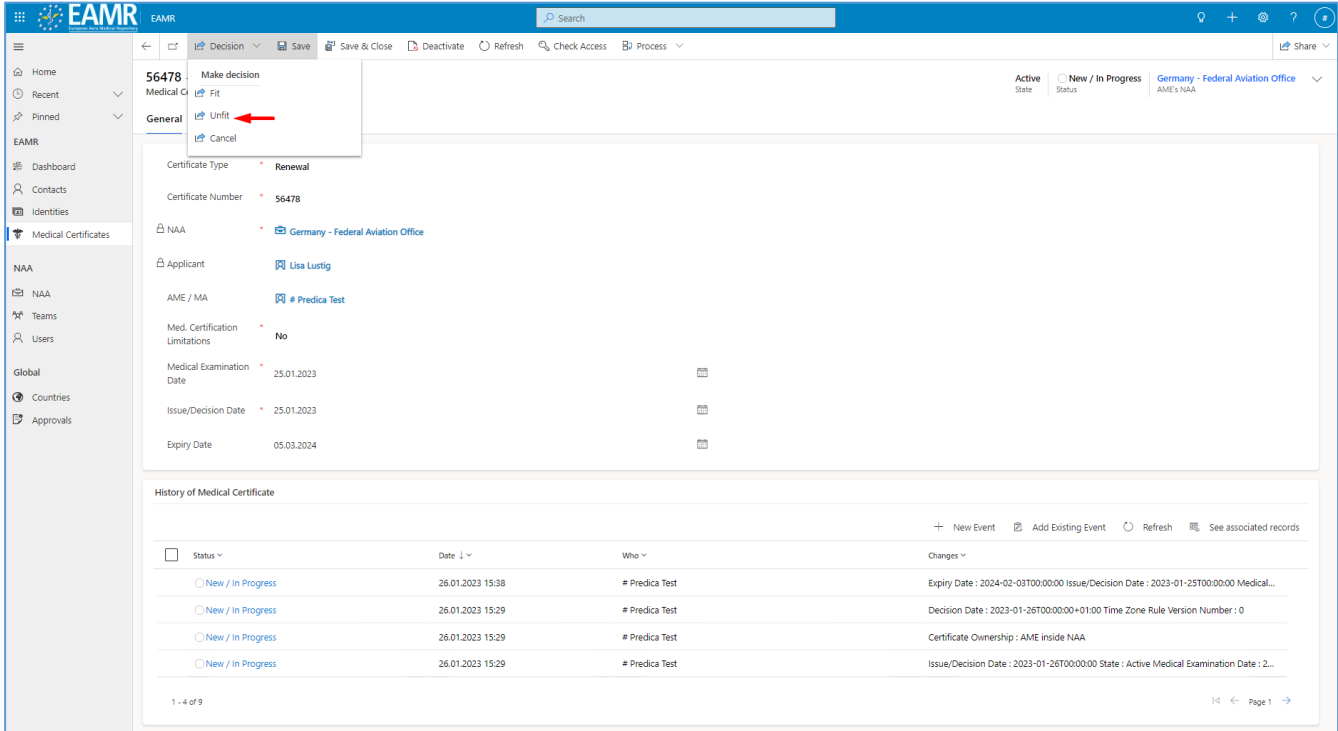 EAMR
European Aero Medical Repository
EAMR
Search
?
#
Decision
Save
Save & Close
Deactivate
Refresh
Check Access
Process
Share
Home
Recent
Pinned
EAMR
Dashboard
Contacts
Identities
Medical Certificates
NAA
NAA
Teams
Users
Global
Countries
Approvals
56478 -
Medical Ce
General
Make decision
Fit
Unfit
Cancel
Active
State
New / In Progress
Status
Germany - Federal Aviation Office
AME's NAA
Certificate Type * Renewal
Certificate Number * 56478
NAA * Germany - Federal Aviation Office
Applicant Lisa Lustig
AME / MA # Predica Test
Med. Certification * No
Limitations
Medical Examination * 25.01.2023
Date
Issue/Decision Date * 25.01.2023
Expiry Date 05.03.2024
History of Medical Certificate
New Event Add Existing Event Refresh See associated records
Status Date ↓ Who Changes
New / In Progress 26.01.2023 15:38 # Predica Test Expiry Date : 2024-02-03T00:00:00 Issue/Decision Date : 2023-01-25T00:00:00 Medical...
New / In Progress 26.01.2023 15:29 # Predica Test Decision Date : 2023-01-26T00:00:00+01:00 Time Zone Rule Version Number : 0
New / In Progress 26.01.2023 15:29 # Predica Test Certificate Ownership : AME inside NAA
New / In Progress 26.01.2023 15:29 # Predica Test Issue/Decision Date : 2023-01-26T00:00:00 State : Active Medical Examination Date : 2...
1 - 4 of 9 Page 1